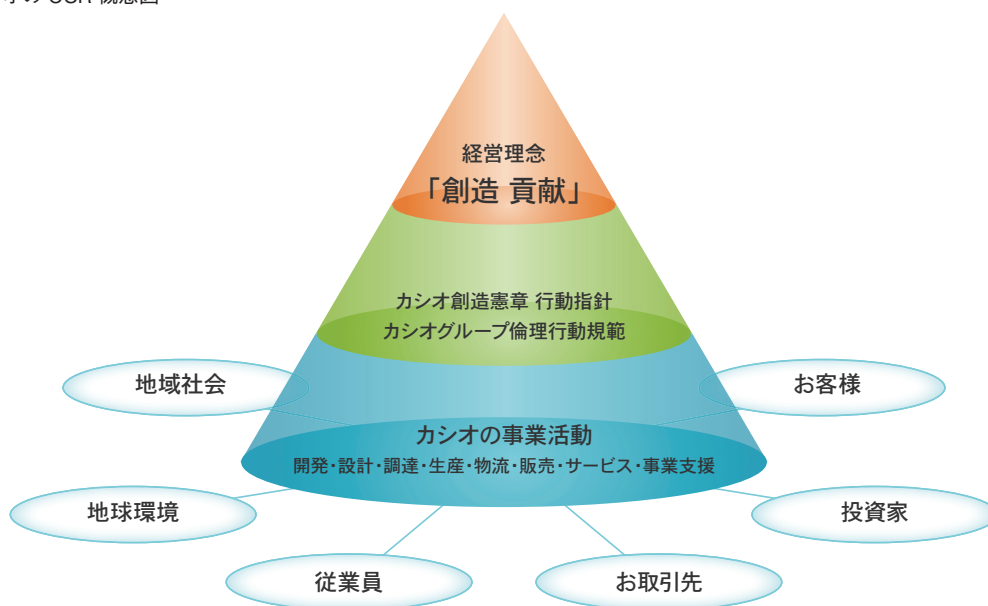 CSR 概念図
経営理念
「創造 貢献」
カシオ創造憲章 行動指針
カシオグループ倫理行動規範
地域社会
お客様
カシオの事業活動
開発・設計・調達・生産・物流・販売・サービス・事業支援
地球環境
投資家
従業員
お取引先